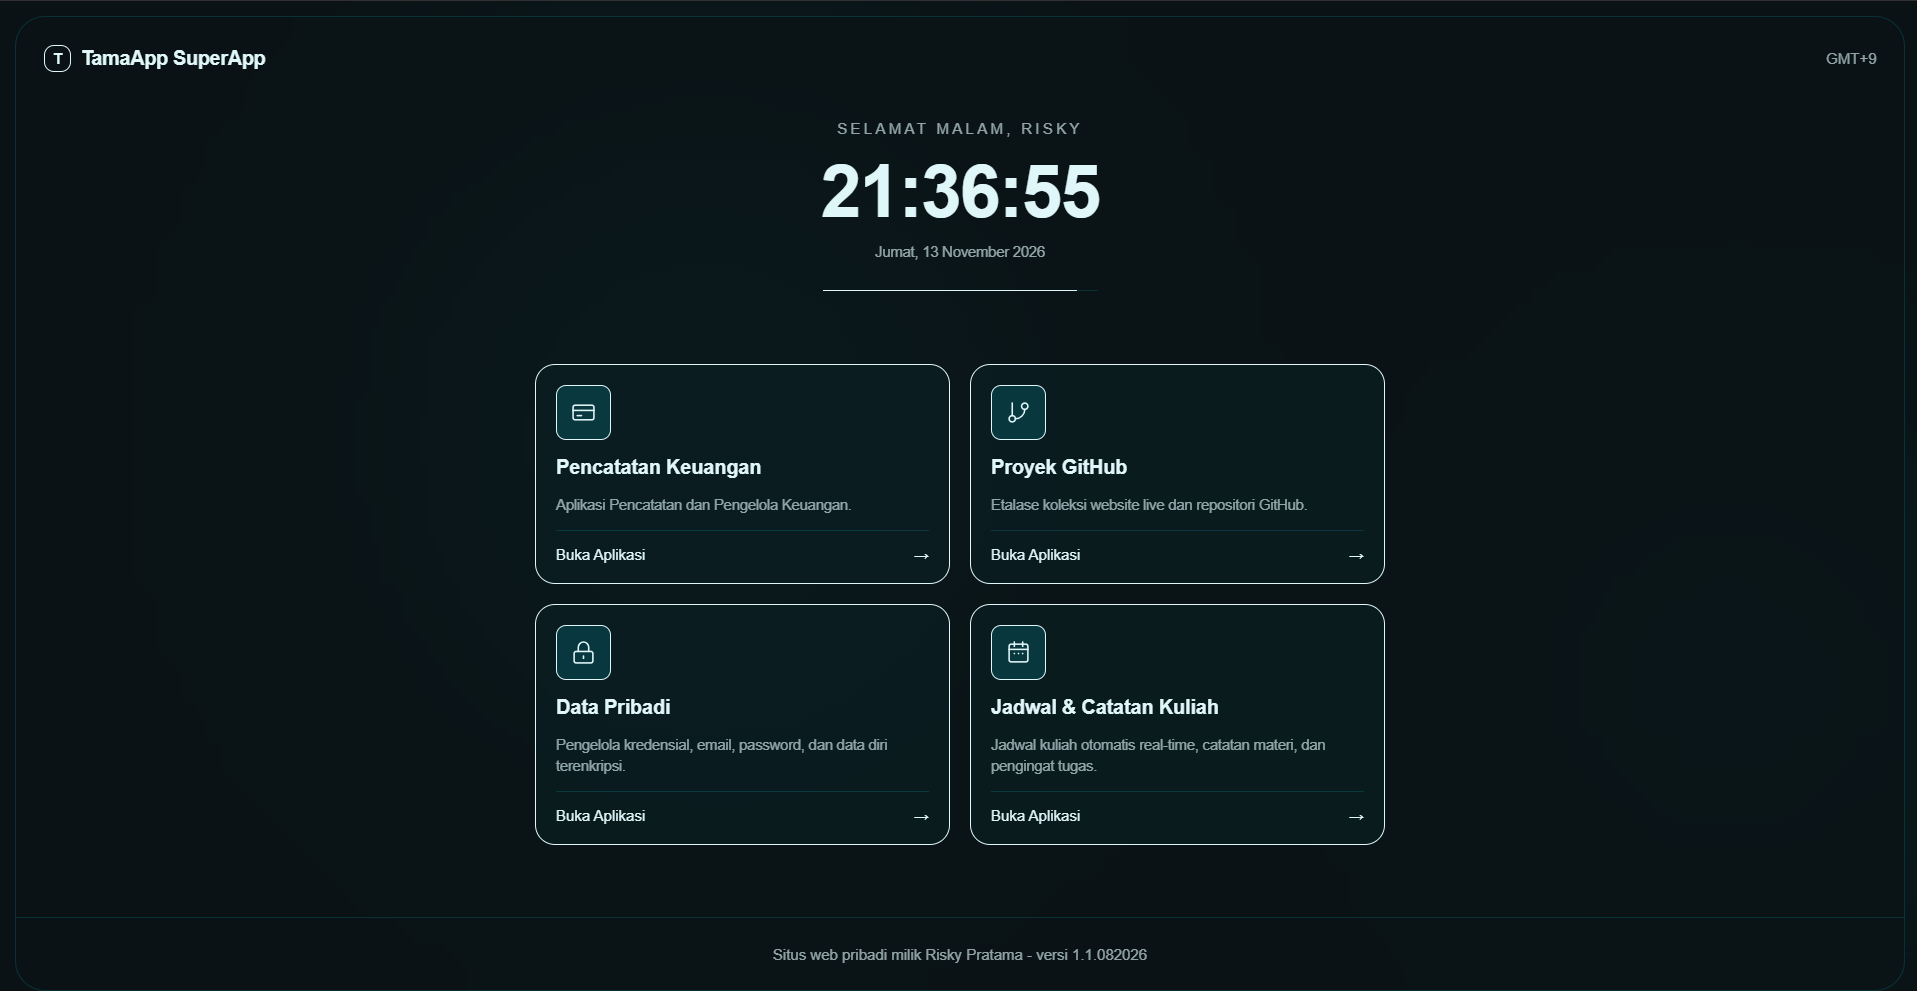 T TamaApp SuperApp
GMT+9
SELAMAT MALAM, RISKY
21:36:55
Jumat, 13 November 2026
Pencatatan Keuangan
Aplikasi Pencatatan dan Pengelola Keuangan.
Buka Aplikasi →
Proyek GitHub
Etalase koleksi website live dan repositori GitHub.
Buka Aplikasi →
Data Pribadi
Pengelola kredensial, email, password, dan data diri
terenkripsi.
Buka Aplikasi →
Jadwal & Catatan Kuliah
Jadwal kuliah otomatis real-time, catatan materi, dan
pengingat tugas.
Buka Aplikasi →
Situs web pribadi milik Risky Pratama - versi 1.1.082026